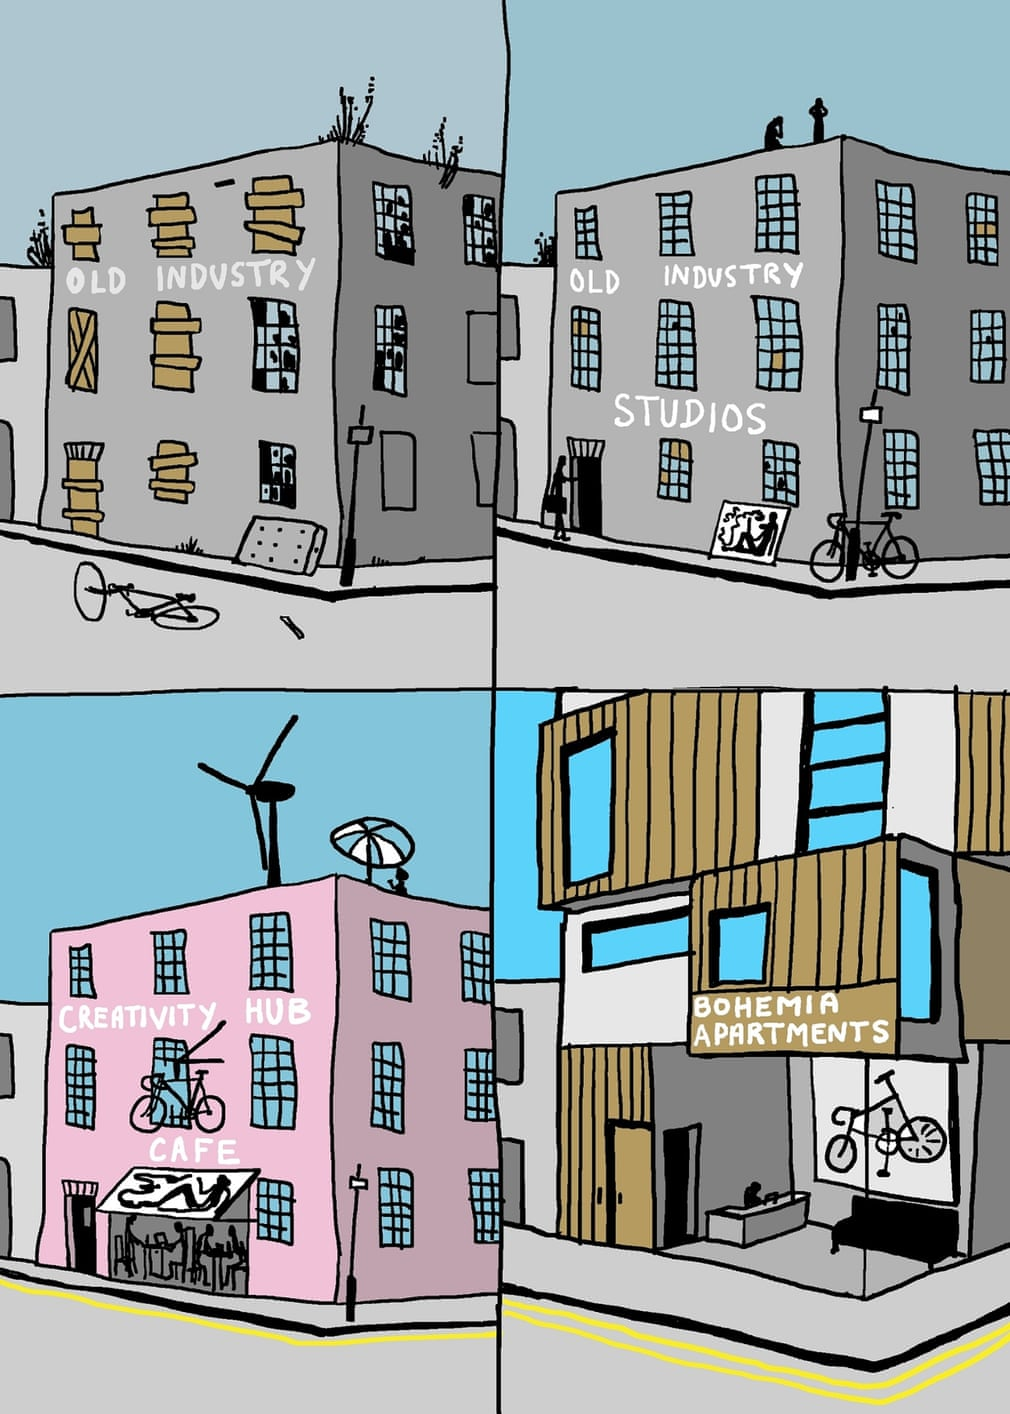 OLD INDUSTRY
OLD INDUSTRY
STUDIOS
CREATIVITY HUB
CAFE
BOHEMIA
APARTMENTS